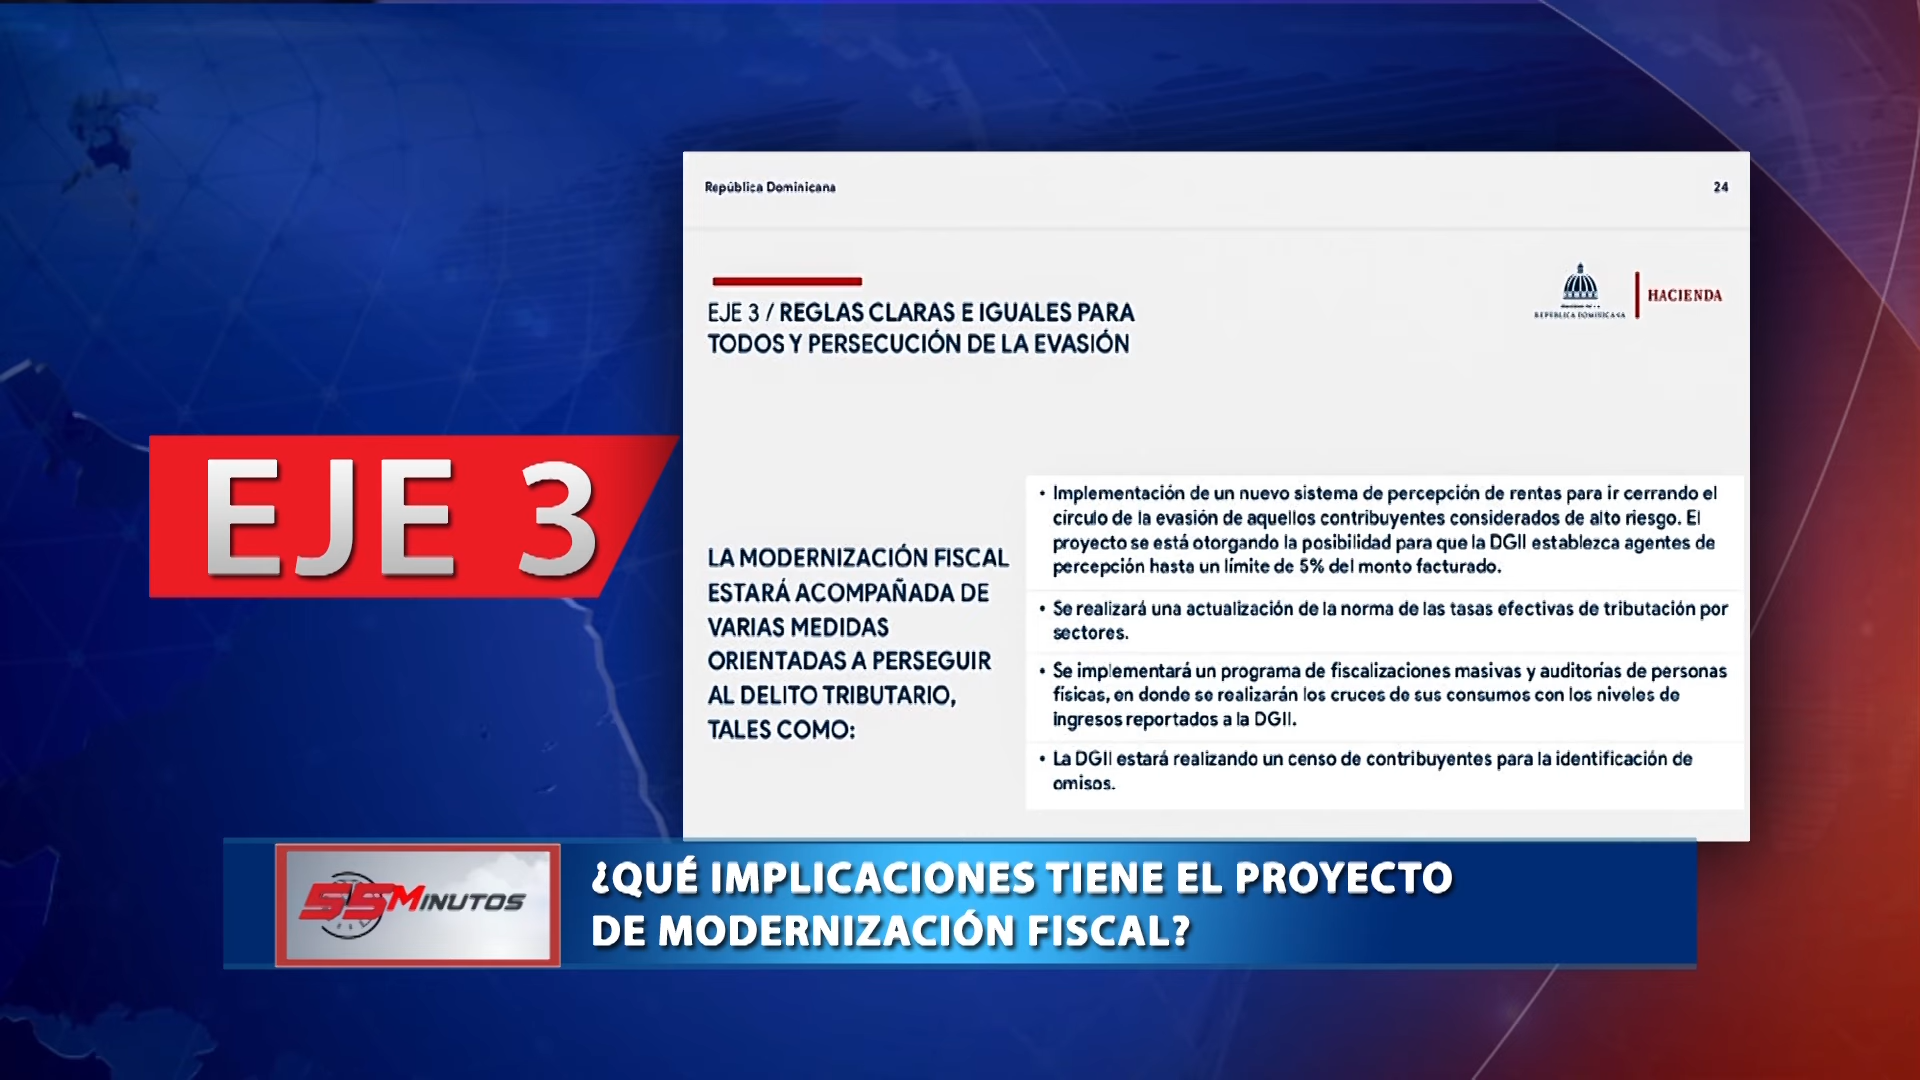 República Dominicana
24
REPÚBLICA DOMINICANA
HACIENDA
EJE 3 / REGLAS CLARAS E IGUALES PARA
TODOS Y PERSECUCIÓN DE LA EVASIÓN
EJE 3
LA MODERNIZACIÓN FISCAL
ESTARÁ ACOMPAÑADA DE
VARIAS MEDIDAS
ORIENTADAS A PERSEGUIR
AL DELITO TRIBUTARIO,
TALES COMO:
• Implementación de un nuevo sistema de percepción de rentas para ir cerrando el
círculo de la evasión de aquellos contribuyentes considerados de alto riesgo. El
proyecto se está otorgando la posibilidad para que la DGII establezca agentes de
percepción hasta un límite de 5% del monto facturado.
• Se realizará una actualización de la norma de las tasas efectivas de tributación por
sectores.
• Se implementará un programa de fiscalizaciones masivas y auditorías de personas
físicas, en donde se realizarán los cruces de sus consumos con los niveles de
ingresos reportados a la DGII.
• La DGII estará realizando un censo de contribuyentes para la identificación de
omisos.
55 MINUTOS
¿QUÉ IMPLICACIONES TIENE EL PROYECTO
DE MODERNIZACIÓN FISCAL?